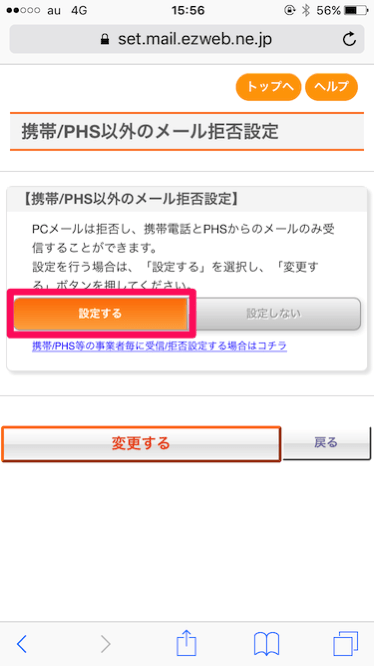 au 4G 15:56 56%
set.mail.ezweb.ne.jp
トップへ ヘルプ
携帯/PHS以外のメール拒否設定
【携帯/PHS以外のメール拒否設定】
PCメールは拒否し、携帯電話とPHSからのメールのみ受
信することができます。
設定を行う場合は、「設定する」を選択し、「変更す
る」ボタンを押してください。
設定する 設定しない
携帯/PHS等の事業者毎に受信/拒否設定する場合はコチラ
変更する 戻る